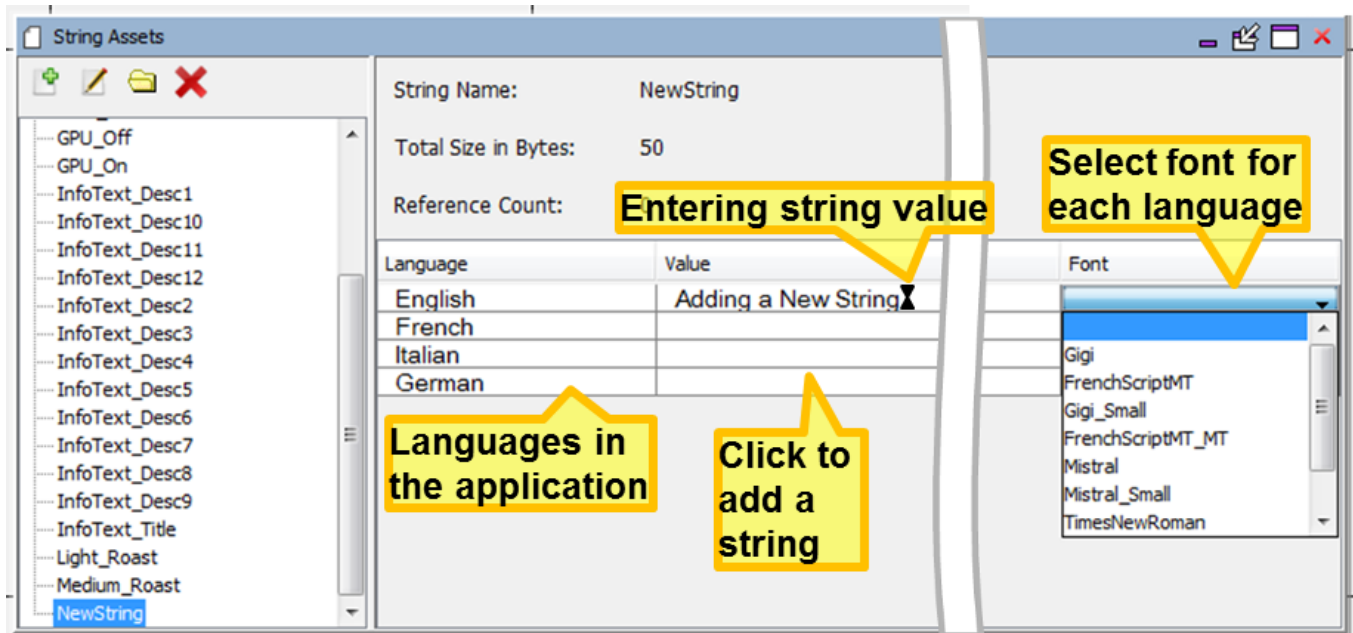 String Assets
GPU_Off
GPU_On
InfoText_Desc1
InfoText_Desc10
InfoText_Desc11
InfoText_Desc12
InfoText_Desc2
InfoText_Desc3
InfoText_Desc4
InfoText_Desc5
InfoText_Desc6
InfoText_Desc7
InfoText_Desc8
InfoText_Desc9
InfoText_Title
Light_Roast
Medium_Roast
NewString
String Name: NewString
Total Size in Bytes: 50
Reference Count:
Entering string value
Select font for
each language
Language Value Font
English Adding a New String
French
Italian
German
Gigi
FrenchScriptMT
Gigi_Small
FrenchScriptMT_MT
Mistral
Mistral_Small
TimesNewRoman
Languages in
the application
Click to
add a
string